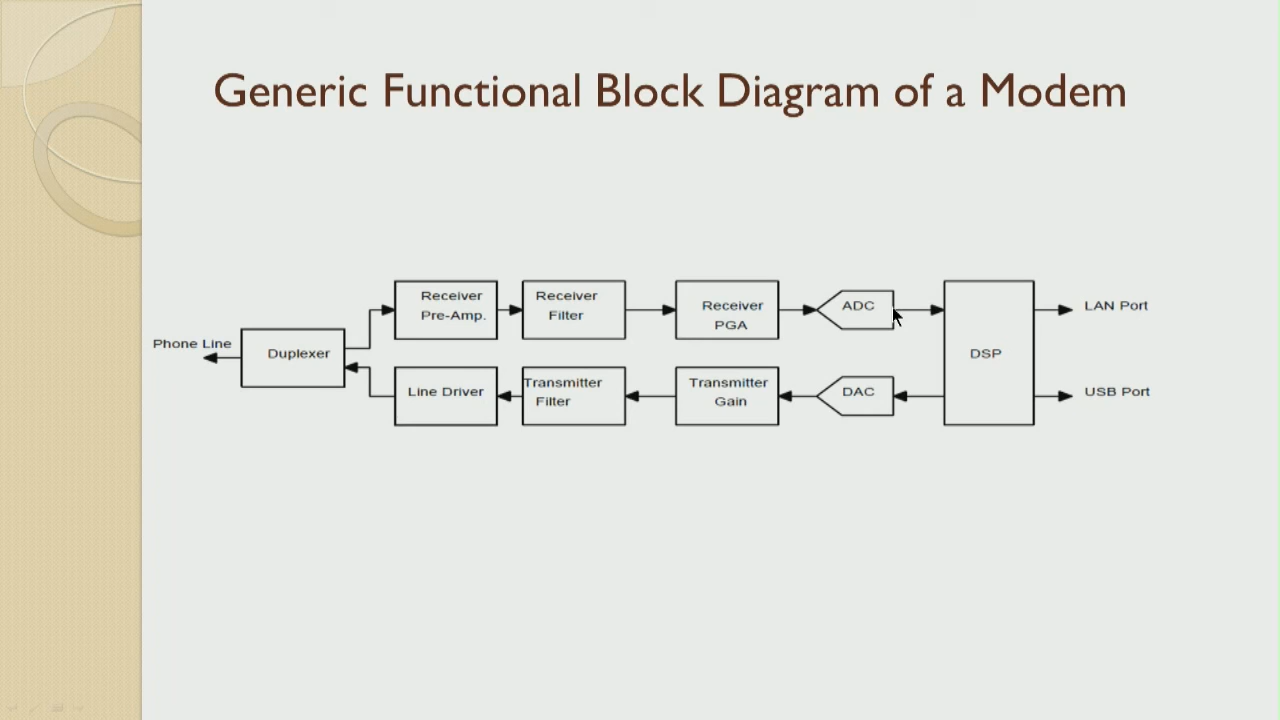 Generic Functional Block Diagram of a Modem
Phone Line
Duplexer
Receiver
Pre-Amp.
Receiver
Filter
Receiver
PGA
ADC
DSP
LAN Port
Line Driver
Transmitter
Filter
Transmitter
Gain
DAC
USB Port